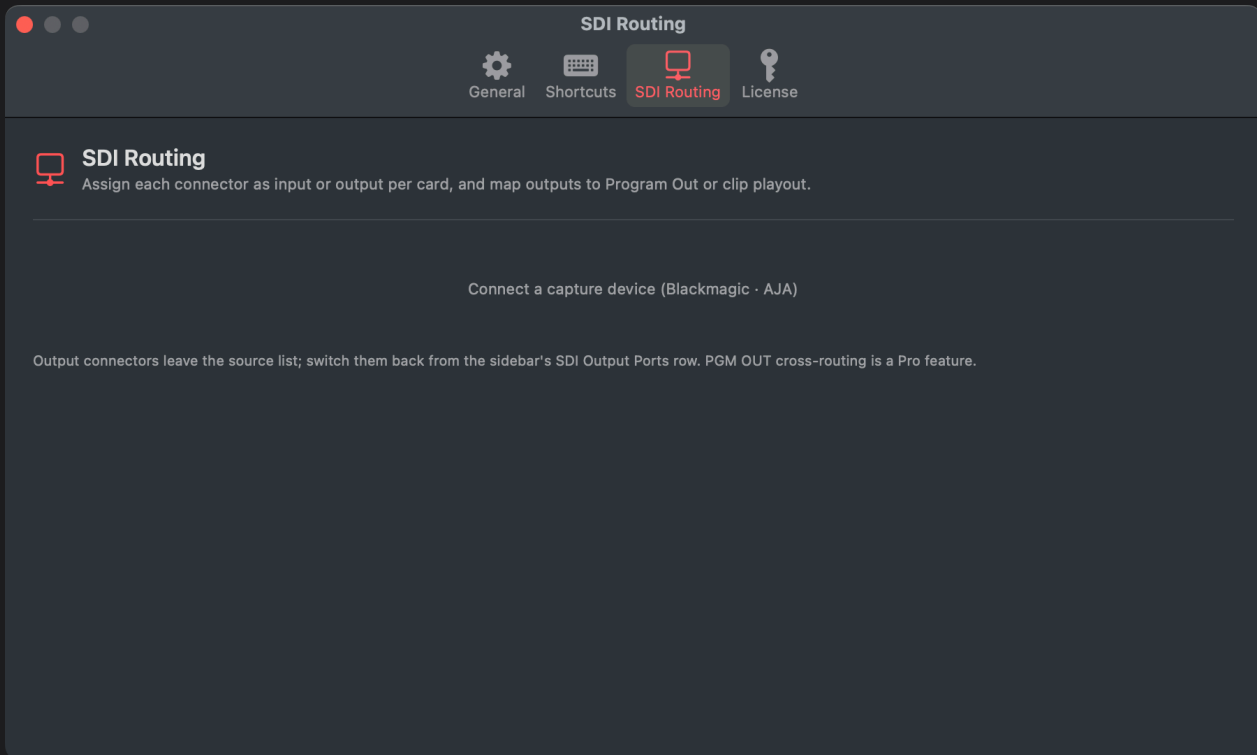 SDI Routing
General
Shortcuts
SDI Routing
License
SDI Routing
Assign each connector as input or output per card, and map outputs to Program Out or clip playout.
Connect a capture device (Blackmagic · AJA)
Output connectors leave the source list; switch them back from the sidebar's SDI Output Ports row. PGM OUT cross-routing is a Pro feature.